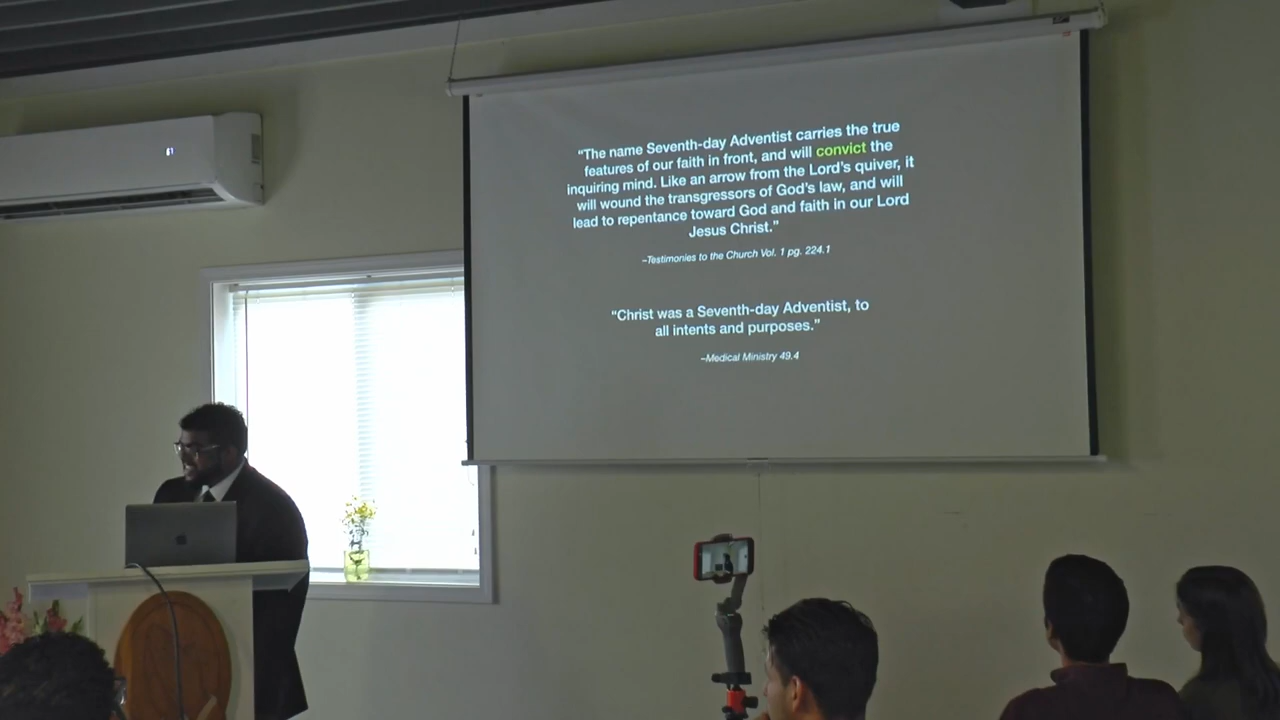 “The name Seventh-day Adventist carries the true
features of our faith in front, and will convict the
inquiring mind. Like an arrow from the Lord’s quiver, it
will wound the transgressors of God’s law, and will
lead to repentance toward God and faith in our Lord
Jesus Christ.”
–Testimonies to the Church Vol. 1 pg. 224.1
“Christ was a Seventh-day Adventist, to
all intents and purposes.”
–Medical Ministry 49.4